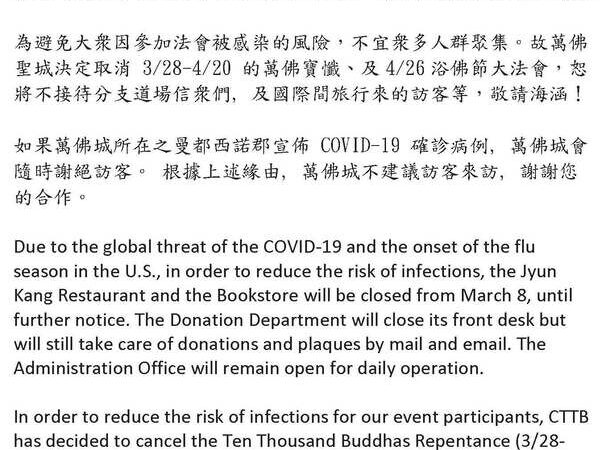 為避免大衆因參加法會被感染的風險，不宜衆多人群聚集。故萬佛
聖城決定取消 3/28-4/20 的萬佛寶懺、及 4/26 浴佛節大法會，恕
將不接待分支道場信衆們, 及國際間旅行來的訪客等，敬請海涵！
如果萬佛城所在之曼都西諾郡宣佈 COVID-19 確診病例, 萬佛城會
隨時謝絕訪客。 根據上述緣由, 萬佛城不建議訪客來訪, 謝謝您
的合作。
Due to the global threat of the COVID-19 and the onset of the flu
season in the U.S., in order to reduce the risk of infections, the Jyun
Kang Restaurant and the Bookstore will be closed from March 8, until
further notice. The Donation Department will close its front desk but
will still take care of donations and plaques by mail and email. The
Administration Office will remain open for daily operation.
In order to reduce the risk of infections for our event participants, CTTB
has decided to cancel the Ten Thousand Buddhas Repentance (3/28-